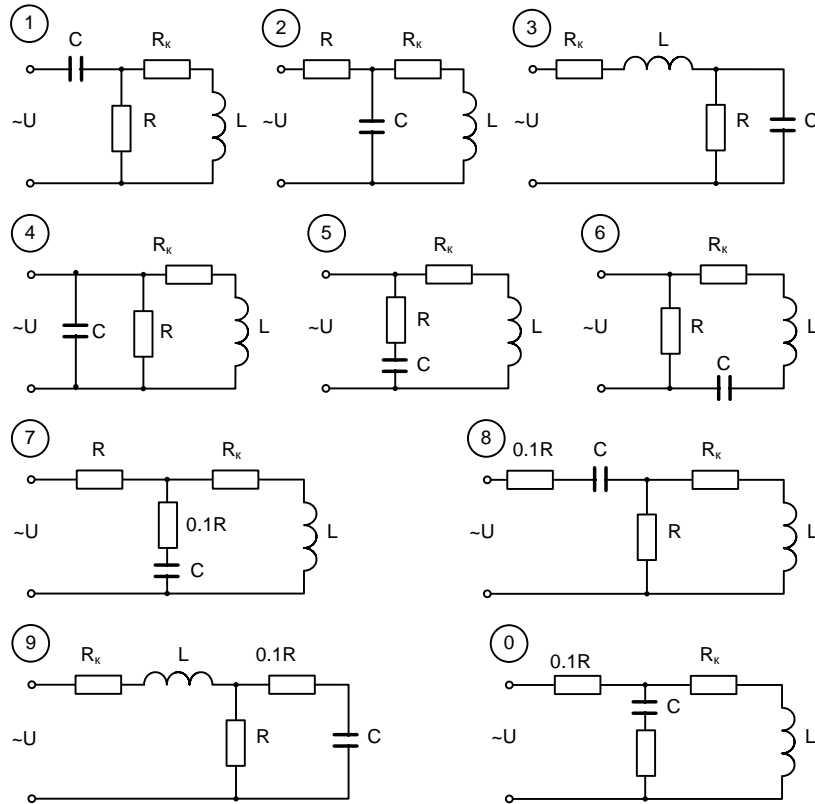 1 2 3
C Rк R Rк Rк L
~U R L ~U C L ~U R C
4 5 6
Rк Rк Rк
~U C R L ~U R C L ~U R C L
7 8
R Rк 0.1R C Rк
~U 0.1R C L ~U R L
9 0
Rк L 0.1R 0.1R Rк
~U R C ~U C L